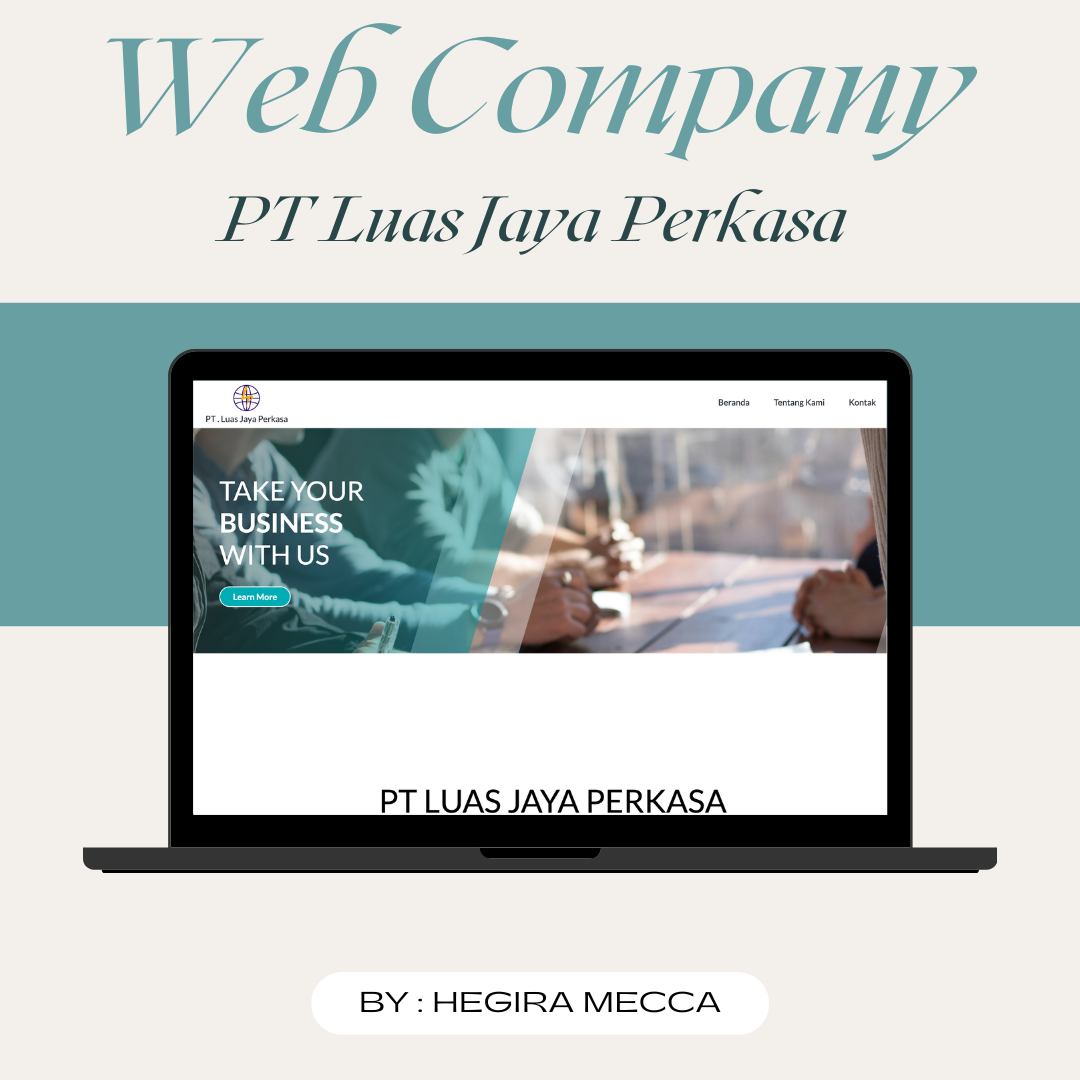 Web Company
PT Luas Jaya Perkasa
PT . Luas Jaya Perkasa
Beranda Tentang Kami Kontak
TAKE YOUR
BUSINESS
WITH US
Learn More
PT LUAS JAYA PERKASA
BY : HEGIRA MECCA